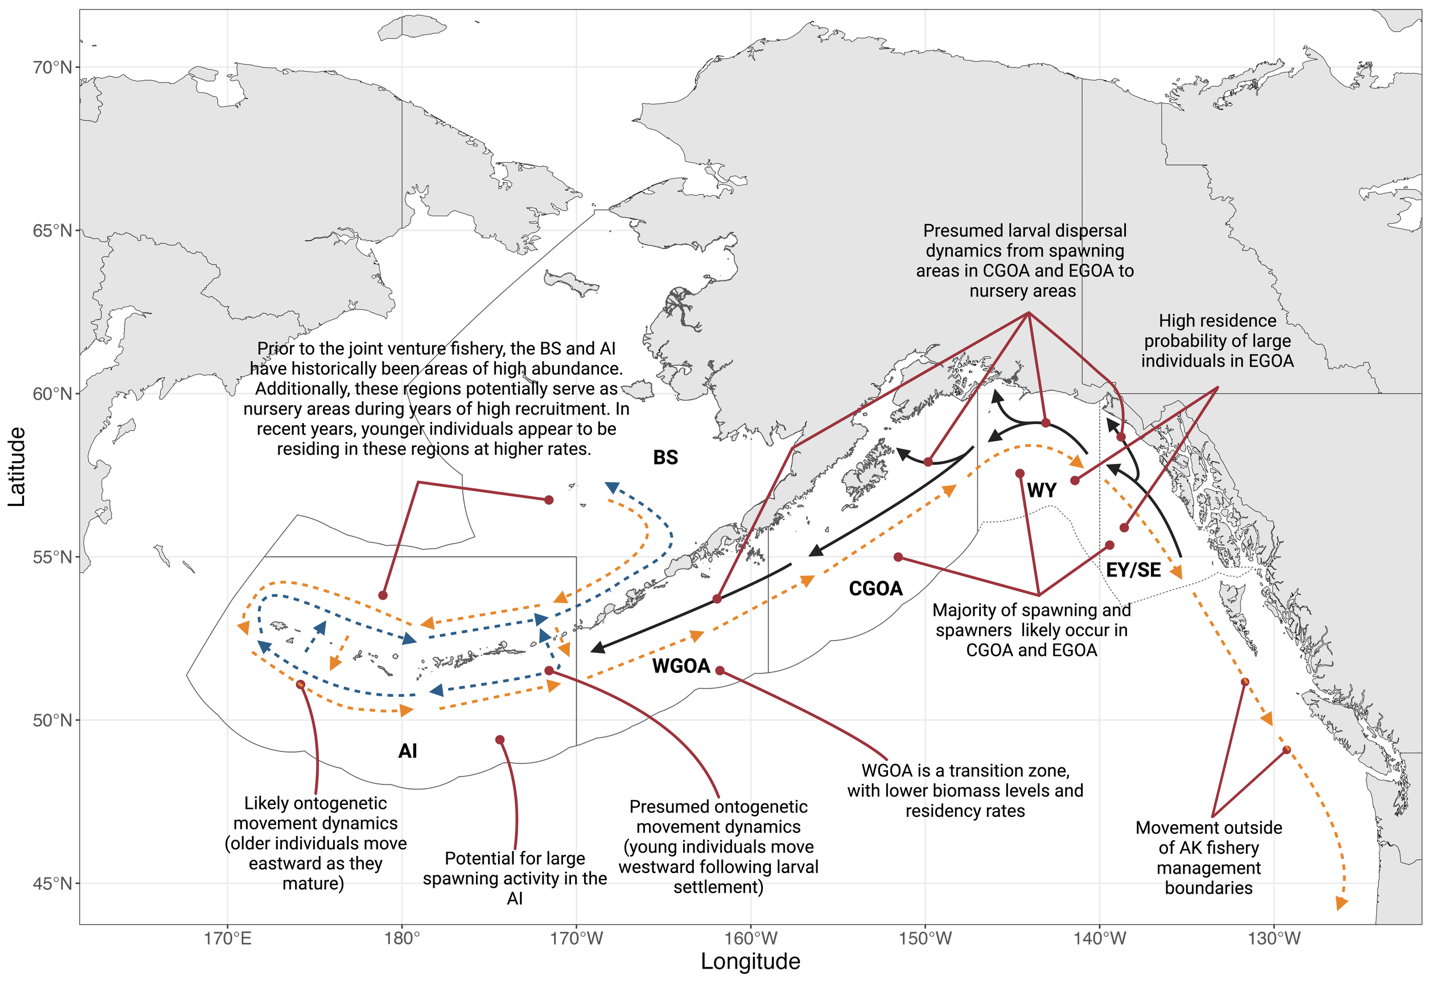 70°N
65°N
60°N
55°N
50°N
45°N
Latitude
Presumed larval dispersal
dynamics from spawning
areas in CGOA and EGOA to
nursery areas
High residence
probability of large
individuals in EGOA
Prior to the joint venture fishery, the BS and AI
have historically been areas of high abundance.
Additionally, these regions potentially serve as
nursery areas during years of high recruitment. In
recent years, younger individuals appear to be
residing in these regions at higher rates.
BS
WY
EY/SE
CGOA
WGOA
AI
Majority of spawning and
spawners likely occur in
CGOA and EGOA
WGOA is a transition zone,
with lower biomass levels and
residency rates
Likely ontogenetic
movement dynamics
(older individuals move
eastward as they
mature)
Potential for large
spawning activity in the
AI
Presumed ontogenetic
movement dynamics
(young individuals move
westward following larval
settlement)
Movement outside
of AK fishery
management
boundaries
170°E
180°
170°W
160°W
150°W
140°W
130°W
Longitude